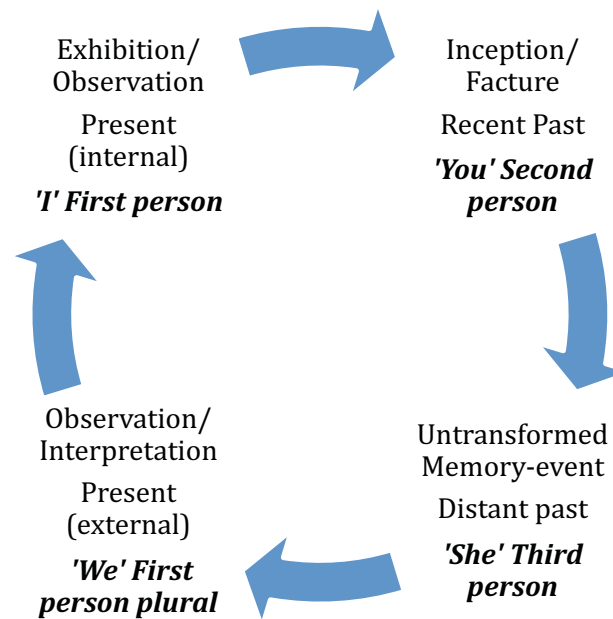 Exhibition/
Observation
Present
(internal)
'I' First person
Inception/
Facture
Recent Past
'You' Second
person
Untransformed
Memory-event
Distant past
'She' Third
person
Observation/
Interpretation
Present
(external)
'We' First
person plural